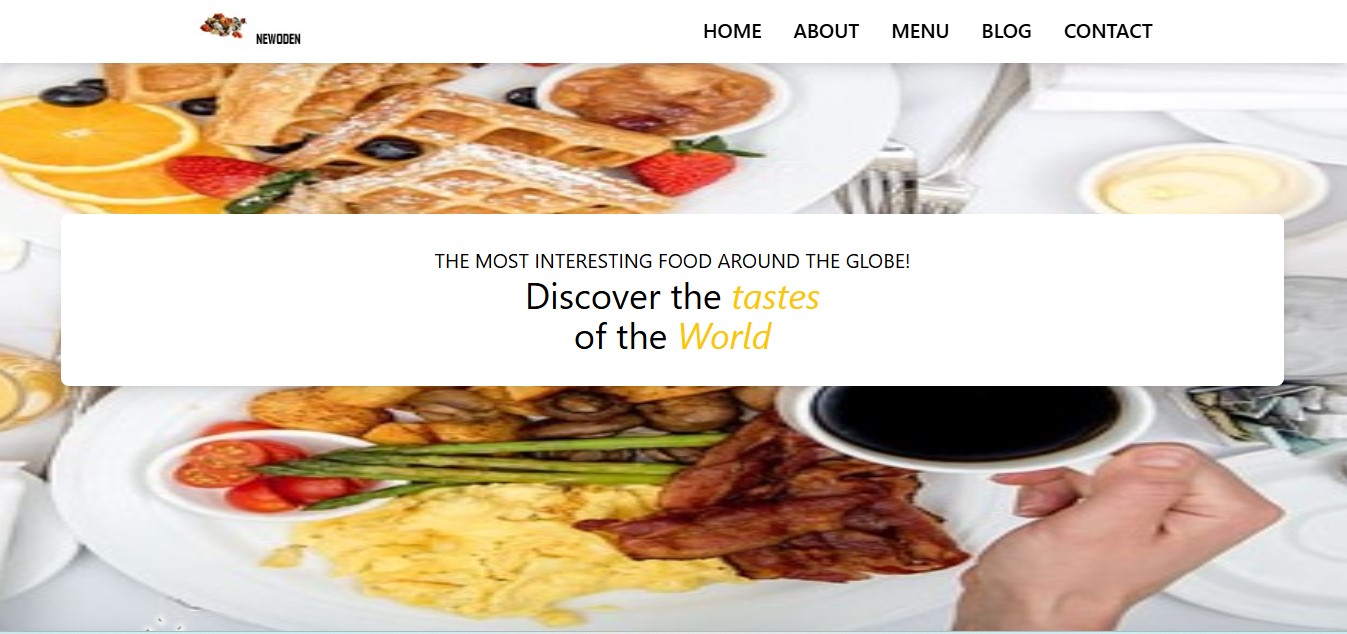 NEWODEN
HOME ABOUT MENU BLOG CONTACT
THE MOST INTERESTING FOOD AROUND THE GLOBE!
Discover the tastes
of the World